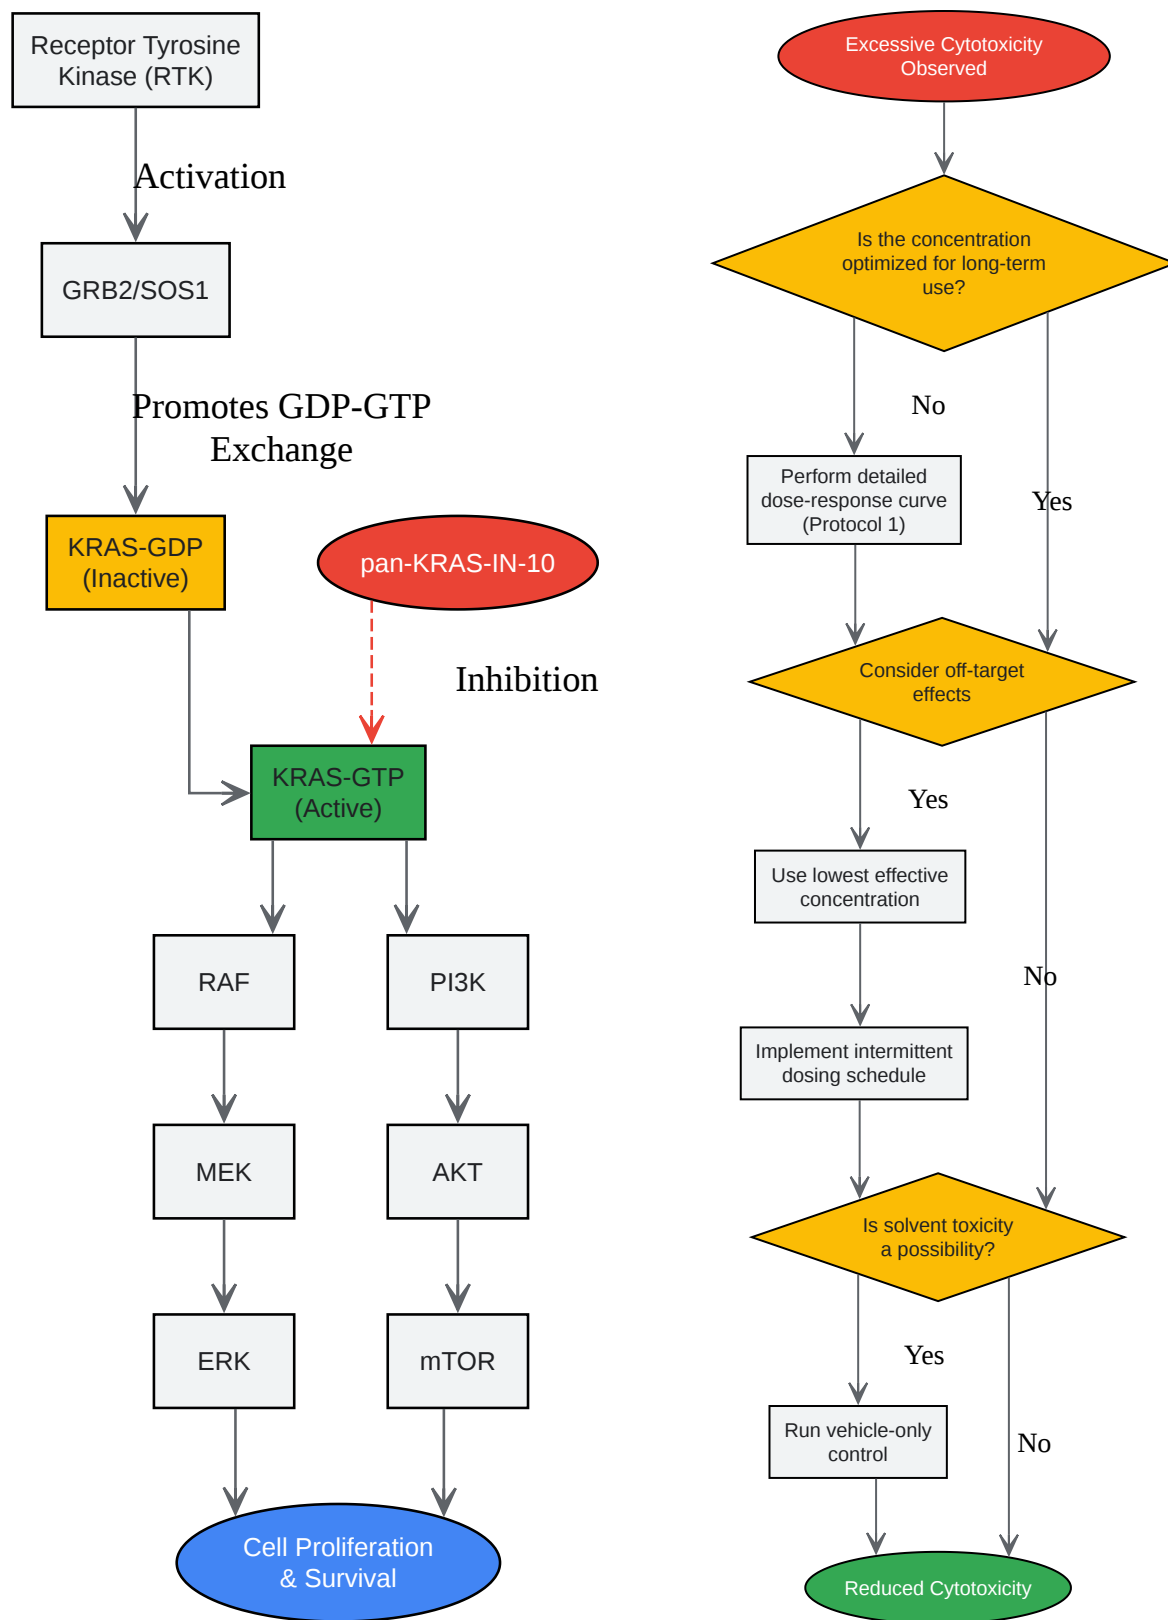 Receptor Tyrosine
Kinase (RTK)
Activation
GRB2/SOS1
Promotes GDP-GTP
Exchange
KRAS-GDP
(Inactive)
pan-KRAS-IN-10
Inhibition
KRAS-GTP
(Active)
RAF
PI3K
MEK
AKT
ERK
mTOR
Cell Proliferation
& Survival
Excessive Cytotoxicity
Observed
Is the concentration
optimized for long-term
use?
No
Perform detailed
dose-response curve
(Protocol 1)
Yes
Consider off-target
effects
Yes
Use lowest effective
concentration
No
Implement intermittent
dosing schedule
Is solvent toxicity
a possibility?
Yes
Run vehicle-only
control
No
Reduced Cytotoxicity